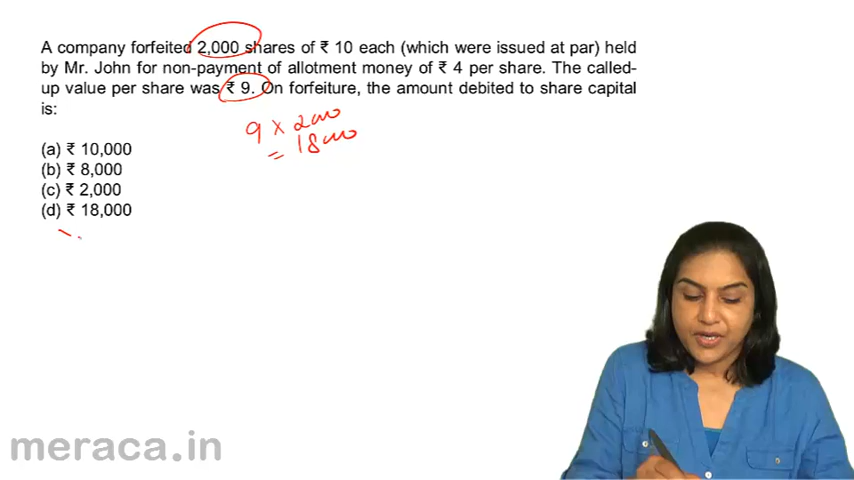 A company forfeited 2,000 shares of ₹ 10 each (which were issued at par) held
by Mr. John for non-payment of allotment money of ₹ 4 per share. The called-
up value per share was ₹ 9. On forfeiture, the amount debited to share capital
is:
9 × 2000
= 18000
(a) ₹ 10,000
(b) ₹ 8,000
(c) ₹ 2,000
(d) ₹ 18,000
meraca.in